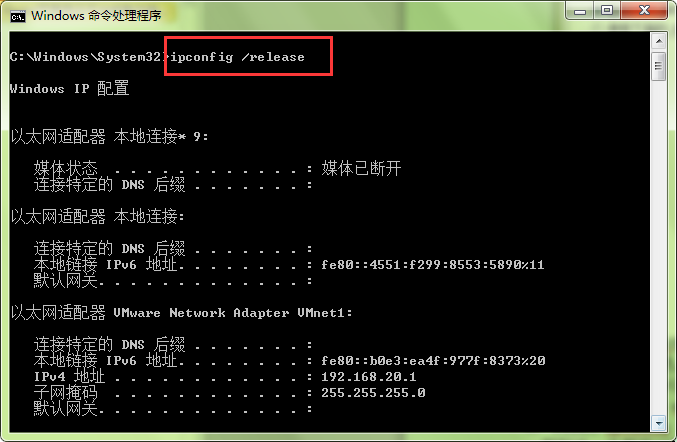 Windows 命令处理程序
C:\Windows\System32>ipconfig /release
Windows IP 配置
以太网适配器 本地连接* 9:
媒体状态 . . . . . . . . . . . . : 媒体已断开
连接特定的 DNS 后缀 . . . . . . . :
以太网适配器 本地连接:
连接特定的 DNS 后缀 . . . . . . . :
本地链接 IPv6 地址. . . . . . . . : fe80::4551:f299:8553:5890%11
默认网关. . . . . . . . . . . . . :
以太网适配器 VMware Network Adapter VMnet1:
连接特定的 DNS 后缀 . . . . . . . :
本地链接 IPv6 地址. . . . . . . . : fe80::b0e3:ea4f:977f:8373%20
IPv4 地址 . . . . . . . . . . . . : 192.168.20.1
子网掩码 . . . . . . . . . . . . : 255.255.255.0
默认网关. . . . . . . . . . . . . :